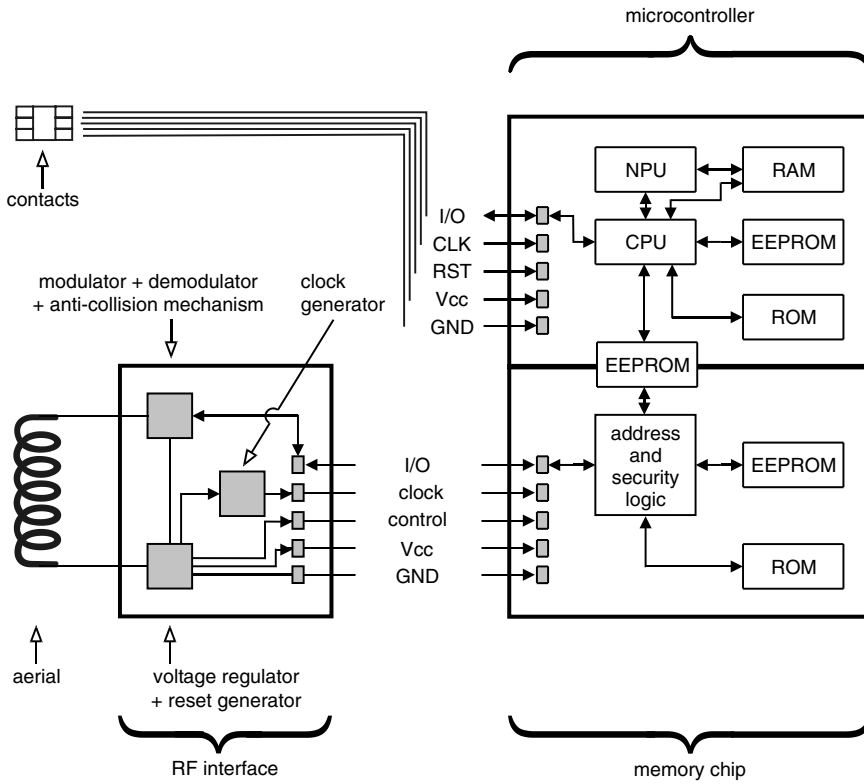 microcontroller
contacts
NPU
RAM
I/O
CPU
EEPROM
CLK
RST
Vcc
ROM
GND
modulator + demodulator
+ anti-collision mechanism
clock
generator
EEPROM
address
and
security
logic
EEPROM
I/O
clock
control
Vcc
GND
ROM
aerial
voltage regulator
+ reset generator
RF interface
memory chip